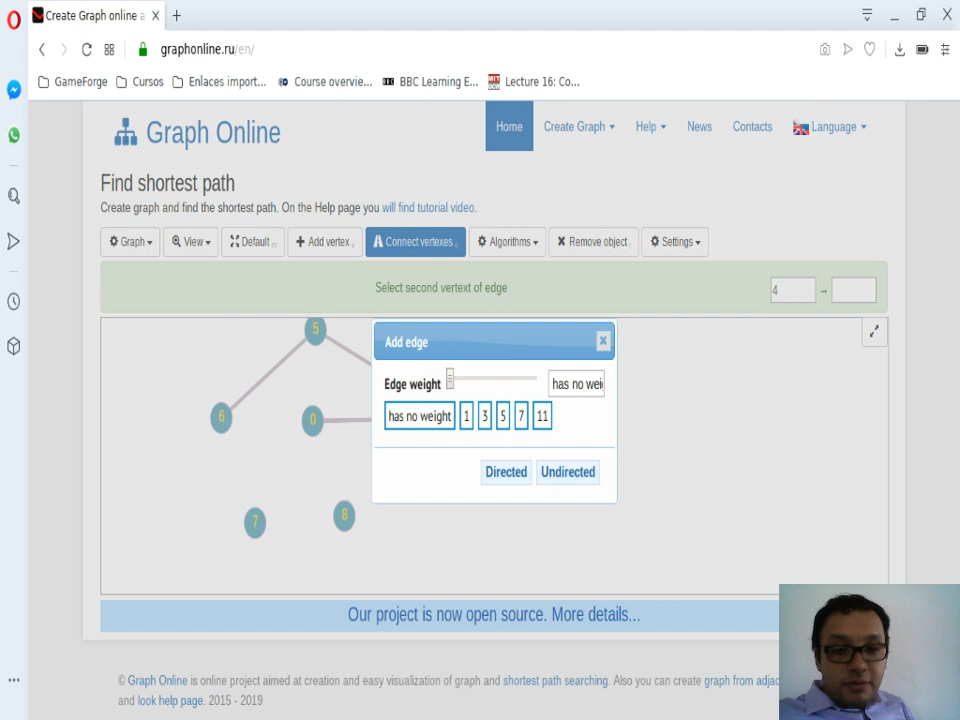 Create Graph online a
graphonline.ru/en/
GameForge Cursos Enlaces import... Course overvie... BBC Learning E... MIT Lecture 16: Co...
Graph Online
Home Create Graph Help News Contacts Language
Find shortest path
Create graph and find the shortest path. On the Help page you will find tutorial video.
Graph View Default Add vertex Connect vertexes Algorithms Remove object Settings
Select second vertext of edge
4 →
5
Add edge
Edge weight has no wei
has no weight 1 3 5 7 11
6 0
Directed Undirected
7 8
Our project is now open source. More details...
© Graph Online is online project aimed at creation and easy visualization of graph and shortest path searching. Also you can create graph from adjac
and look help page. 2015 - 2019